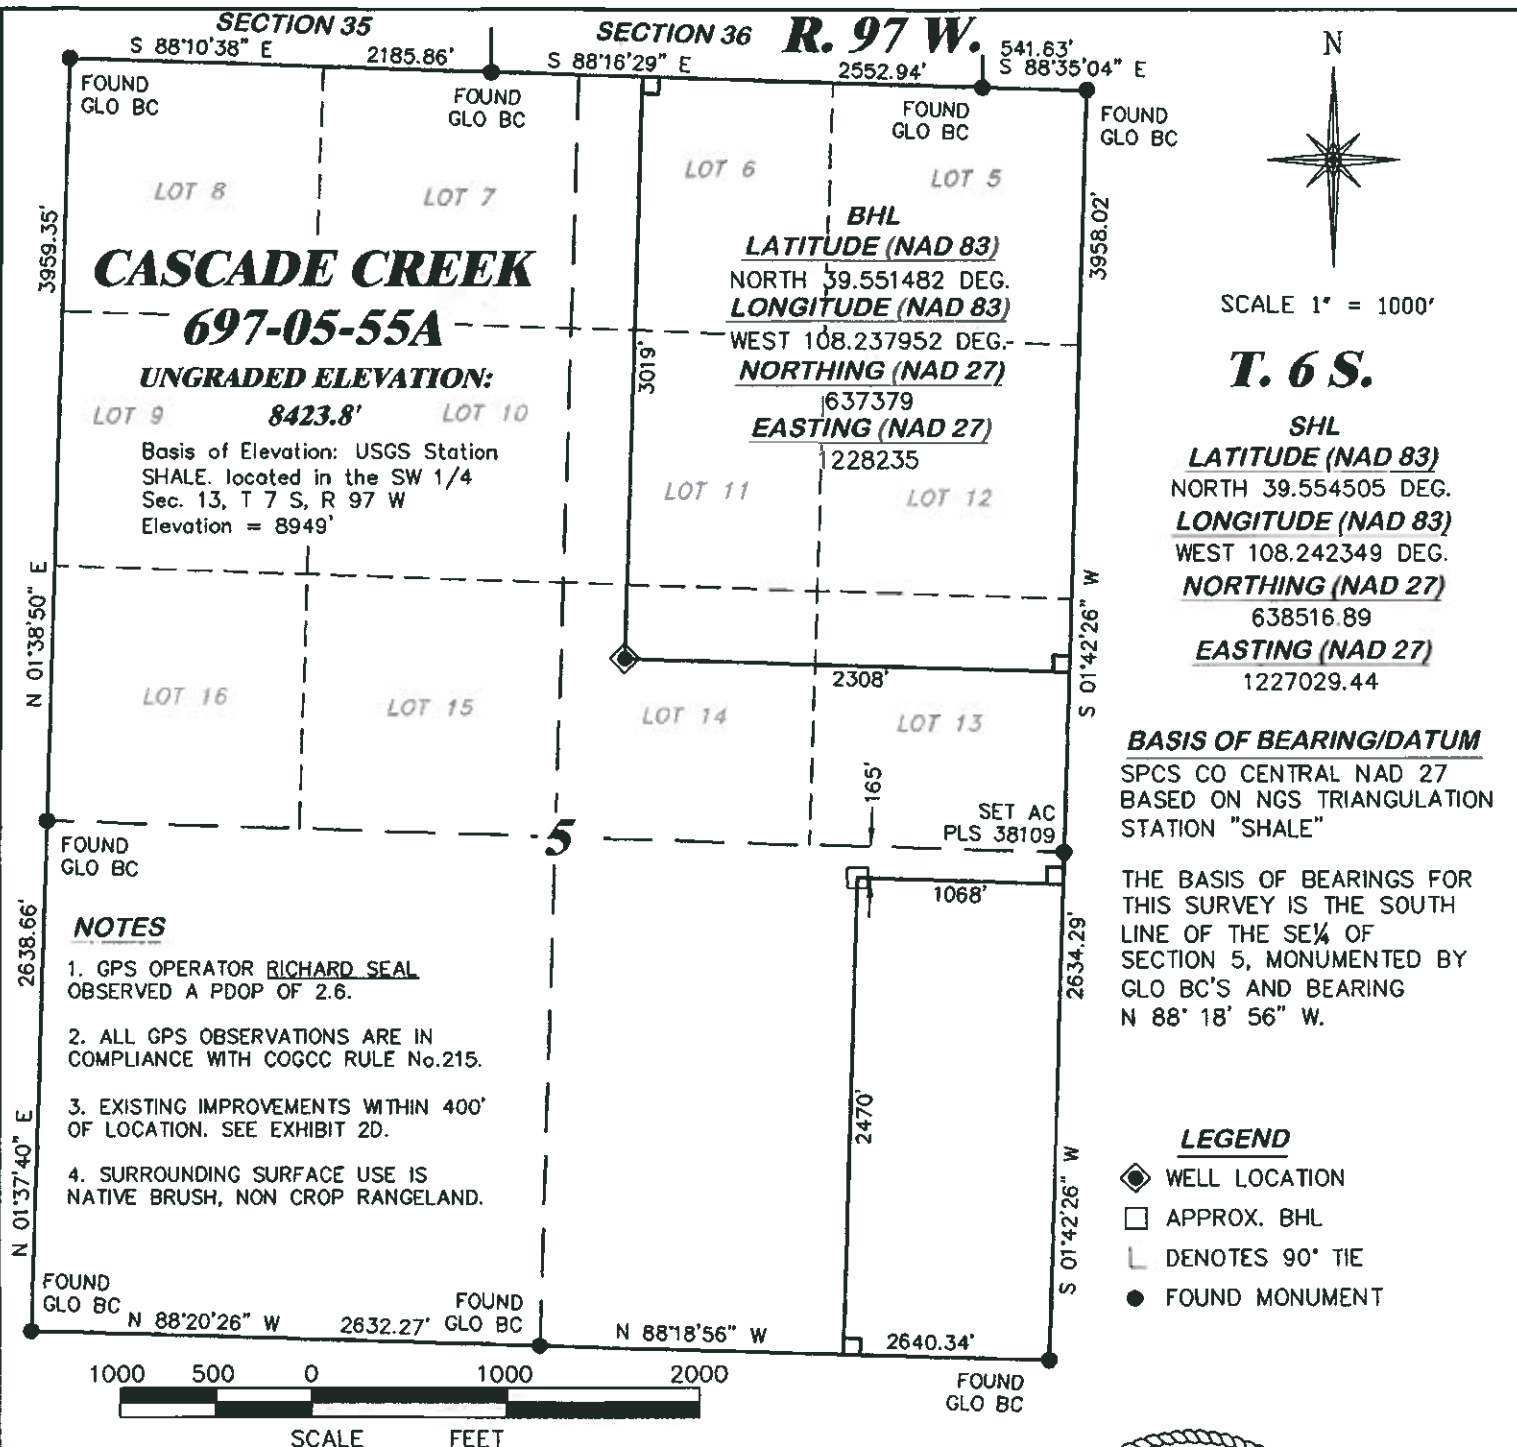 SECTION 35
SECTION 36
R. 97 W.
S 88°10'38" E
2185.86'
S 88°16'29" E
2552.94'
541.63'
S 88°35'04" E
N
FOUND
GLO BC
FOUND
GLO BC
FOUND
GLO BC
FOUND
GLO BC
LOT 8
LOT 7
LOT 6
LOT 5
3959.35'
3958.02'
CASCADE CREEK
697-05-55A
UNGRADED ELEVATION:
8423.8'
Basis of Elevation: USGS Station
SHALE. located in the SW 1/4
Sec. 13, T 7 S, R 97 W
Elevation = 8949'
LOT 9
LOT 10
3019'
BHL
LATITUDE (NAD 83)
NORTH 39.551482 DEG.
LONGITUDE (NAD 83)
WEST 108.237952 DEG.
NORTHING (NAD 27)
637379
EASTING (NAD 27)
1228235
LOT 11
LOT 12
SCALE 1" = 1000'
T. 6 S.
SHL
LATITUDE (NAD 83)
NORTH 39.554505 DEG.
LONGITUDE (NAD 83)
WEST 108.242349 DEG.
NORTHING (NAD 27)
638516.89
EASTING (NAD 27)
1227029.44
N 01°38'50" E
S 01°42'26" W
2308'
LOT 16
LOT 15
LOT 14
LOT 13
165'
SET AC
PLS 38109
5
FOUND
GLO BC
1068'
BASIS OF BEARING/DATUM
SPCS CO CENTRAL NAD 27
BASED ON NGS TRIANGULATION
STATION "SHALE"
THE BASIS OF BEARINGS FOR
THIS SURVEY IS THE SOUTH
LINE OF THE SE¼ OF
SECTION 5, MONUMENTED BY
GLO BC'S AND BEARING
N 88° 18' 56" W.
2638.66'
2634.29'
NOTES
1. GPS OPERATOR RICHARD SEAL
OBSERVED A PDOP OF 2.6.
2. ALL GPS OBSERVATIONS ARE IN
COMPLIANCE WITH COGCC RULE No.215.
3. EXISTING IMPROVEMENTS WITHIN 400'
OF LOCATION. SEE EXHIBIT 2D.
4. SURROUNDING SURFACE USE IS
NATIVE BRUSH, NON CROP RANGELAND.
2470'
N 01°37'40" E
S 01°42'26" W
LEGEND
WELL LOCATION
APPROX. BHL
DENOTES 90° TIE
FOUND MONUMENT
FOUND
GLO BC
N 88°20'26" W
2632.27'
FOUND
GLO BC
N 88°18'56" W
2640.34'
FOUND
GLO BC
1000 500 0 1000 2000
SCALE FEET